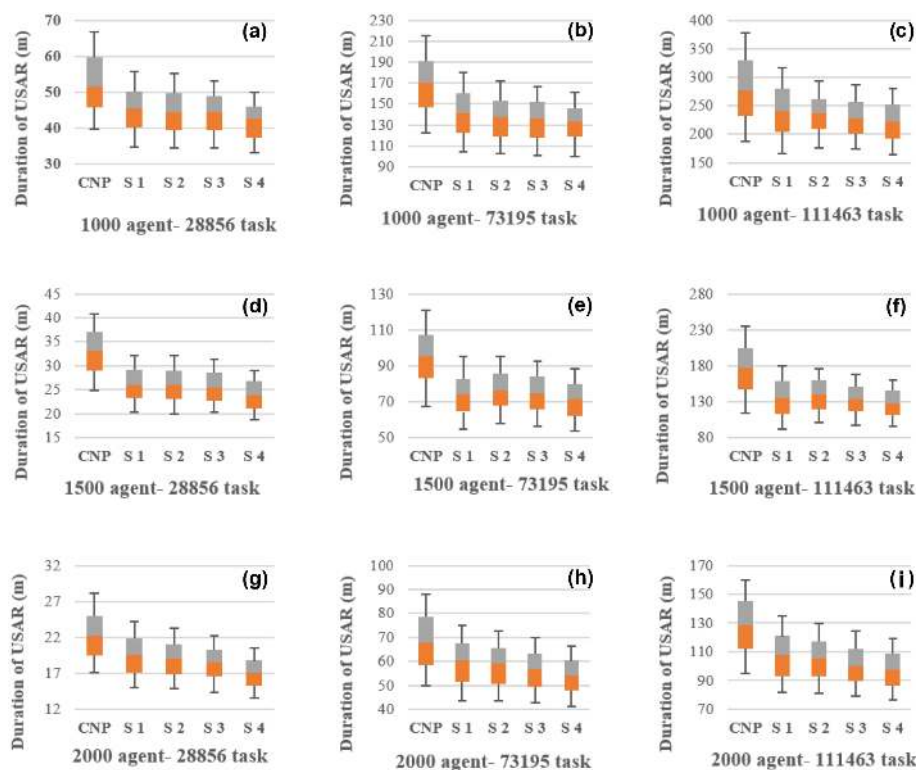 (a)
Duration of USAR (m)
70
60
50
40
30
CNP S 1 S 2 S 3 S 4
1000 agent- 28856 task
(b)
Duration of USAR (m)
230
210
190
170
150
130
110
90
CNP S 1 S 2 S 3 S 4
1000 agent- 73195 task
(c)
Duration of USAR (m)
400
350
300
250
200
150
CNP S 1 S 2 S 3 S 4
1000 agent- 111463 task
(d)
Duration of USAR (m)
45
40
35
30
25
20
15
CNP S 1 S 2 S 3 S 4
1500 agent- 28856 task
(e)
Duration of USAR (m)
130
110
90
70
50
CNP S 1 S 2 S 3 S 4
1500 agent- 73195 task
(f)
Duration of USAR (m)
280
230
180
130
80
CNP S 1 S 2 S 3 S 4
1500 agent- 111463 task
(g)
Duration of USAR (m)
32
27
22
17
12
CNP S 1 S 2 S 3 S 4
2000 agent- 28856 task
(h)
Duration of USAR (m)
100
90
80
70
60
50
40
CNP S 1 S 2 S 3 S 4
2000 agent- 73195 task
(i)
Duration of USAR (m)
170
150
130
110
90
70
CNP S 1 S 2 S 3 S 4
2000 agent- 111463 task